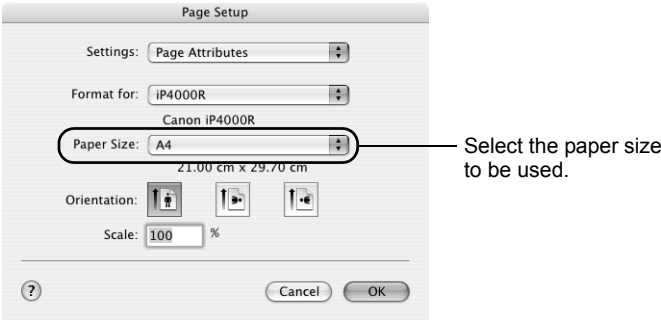 Page Setup
Settings: Page Attributes
Format for: iP4000R
Canon iP4000R
Paper Size: A4
Select the paper size
to be used.
21.00 cm x 29.70 cm
Orientation:
Scale: 100 %
? Cancel OK